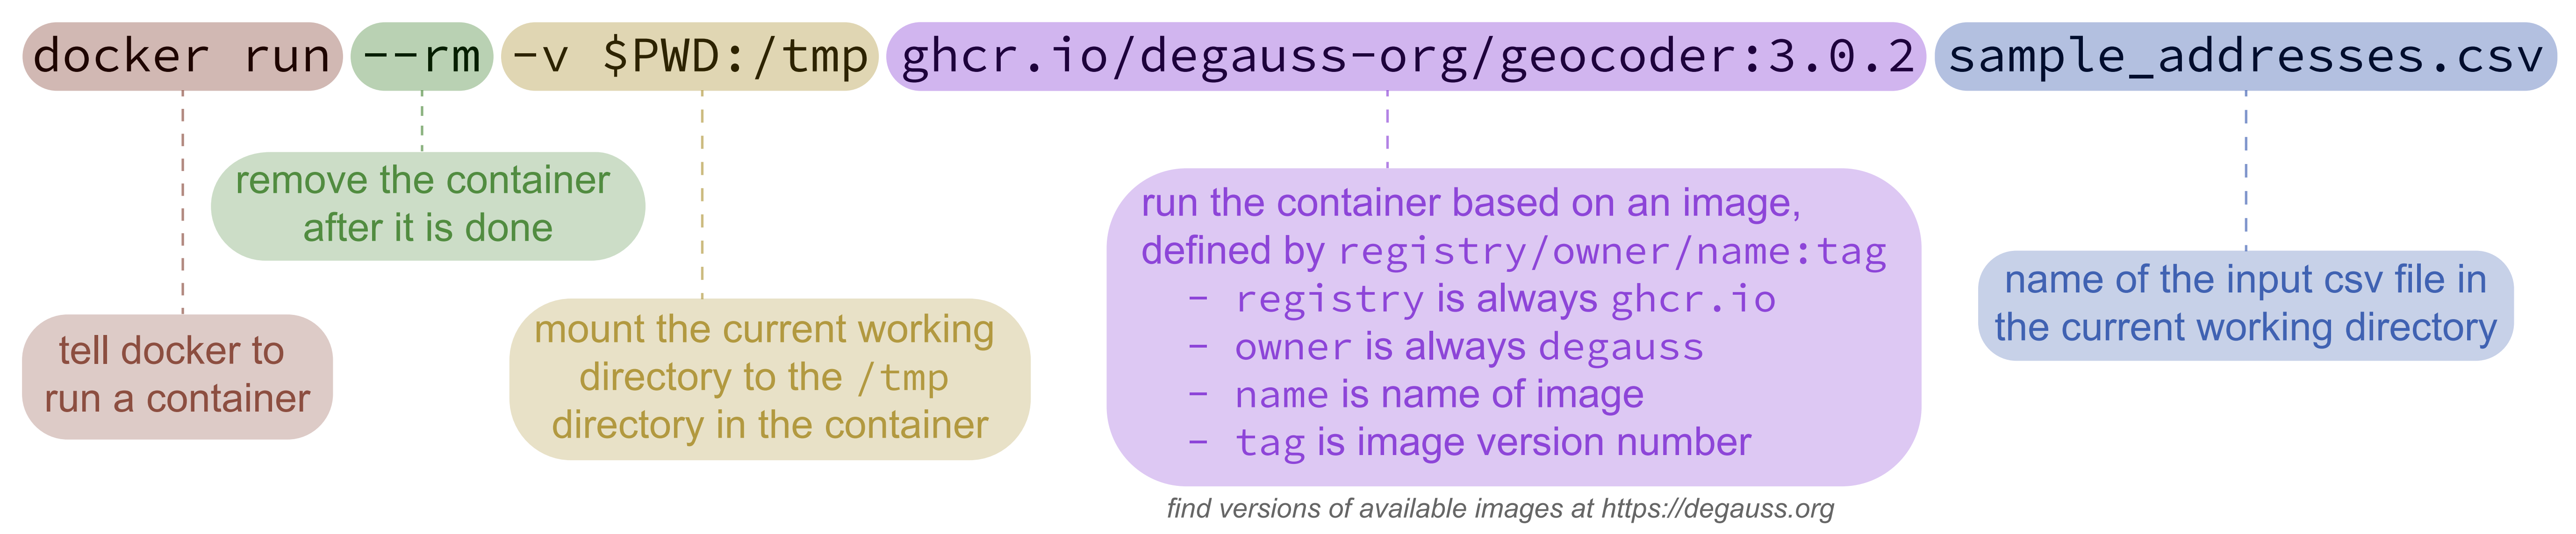 docker run --rm -v $PWD:/tmp ghcr.io/degauss-org/geocoder:3.0.2 sample_addresses.csv
remove the container
after it is done
tell docker to
run a container
mount the current working
directory to the /tmp
directory in the container
run the container based on an image,
defined by registry/owner/name:tag
- registry is always ghcr.io
- owner is always degauss
- name is name of image
- tag is image version number
find versions of available images at https://degauss.org
name of the input csv file in
the current working directory